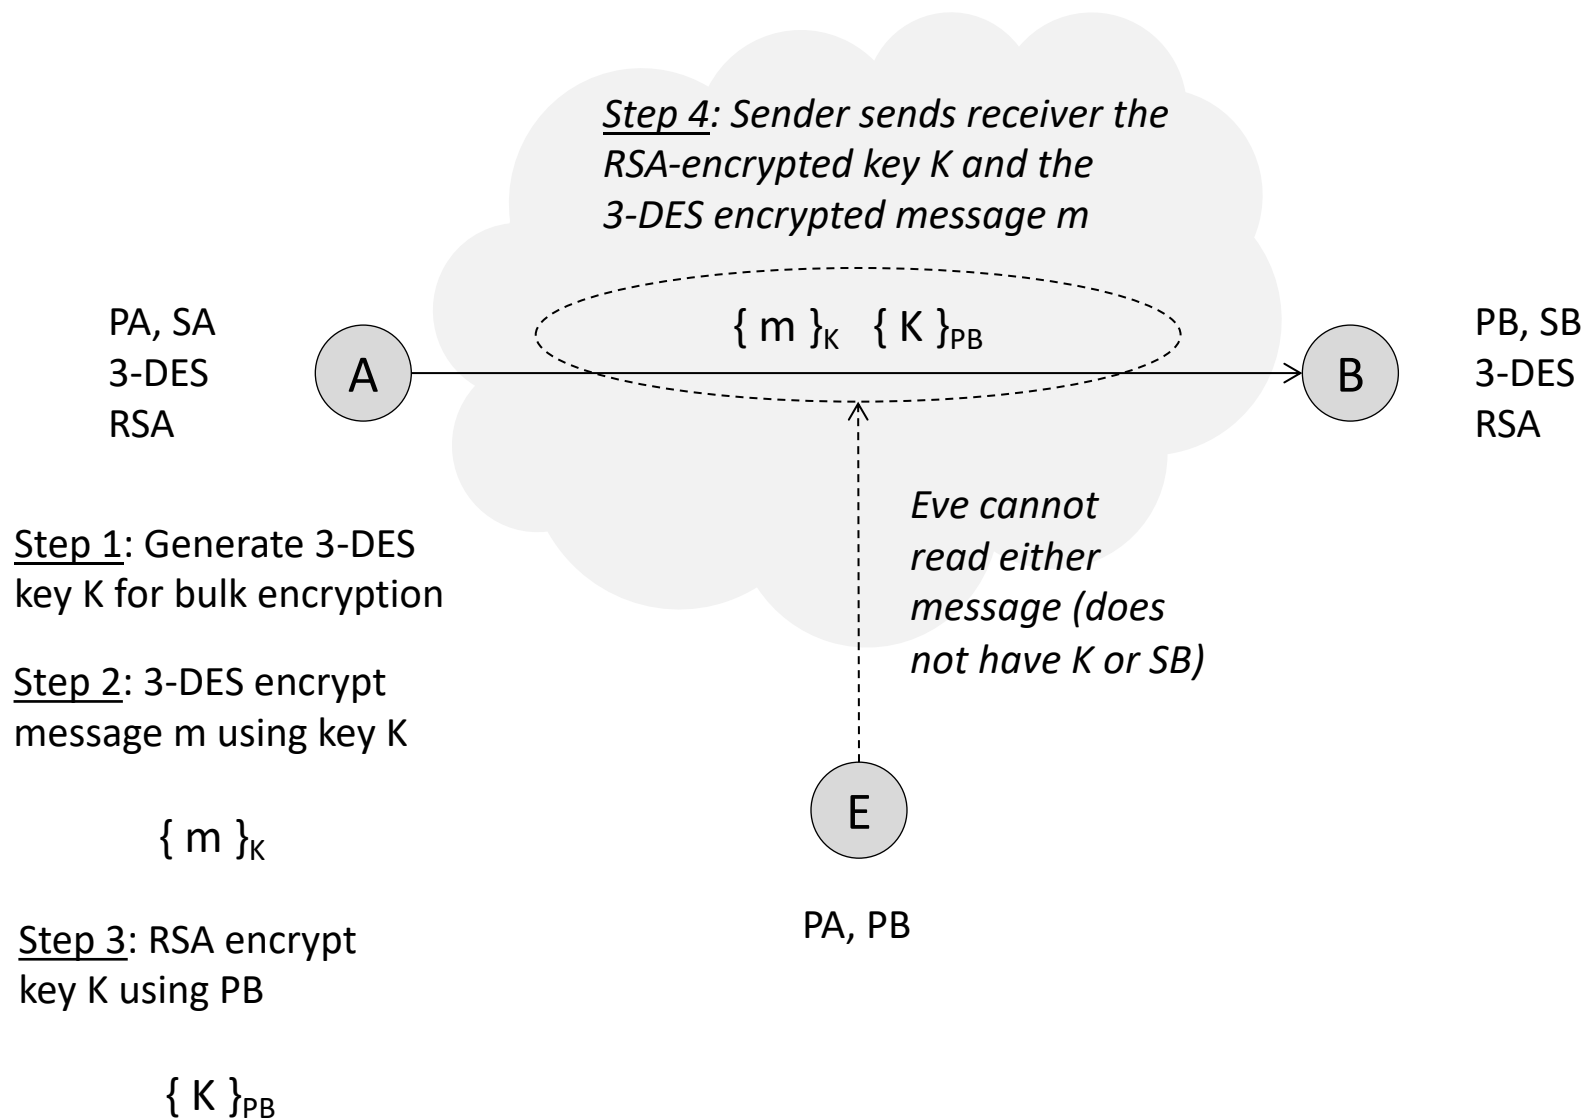 Step 4: Sender sends receiver the
RSA-encrypted key K and the
3-DES encrypted message m
{ m }K { K }PB
PA, SA
3-DES
RSA
A
B
PB, SB
3-DES
RSA
Step 1: Generate 3-DES
key K for bulk encryption
Step 2: 3-DES encrypt
message m using key K
{ m }K
Step 3: RSA encrypt
key K using PB
{ K }PB
Eve cannot
read either
message (does
not have K or SB)
E
PA, PB